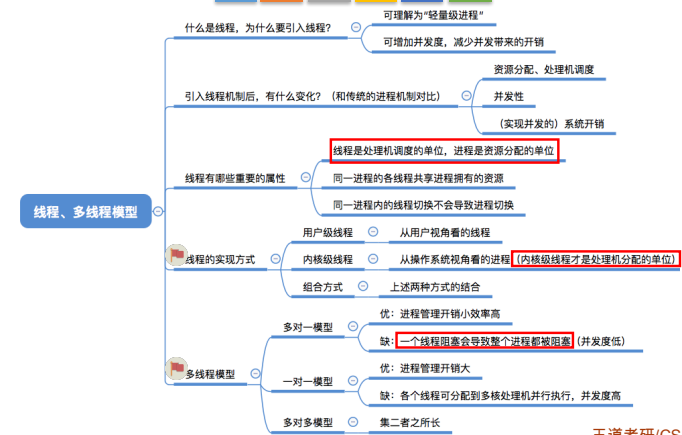 什么是线程，为什么要引入线程？
可理解为“轻量级进程”
可增加并发度，减少并发带来的开销
引入线程机制后，有什么变化？（和传统的进程机制对比）
资源分配、处理机调度
并发性
（实现并发的）系统开销
线程有哪些重要的属性
线程是处理机调度的单位，进程是资源分配的单位
同一进程的各线程共享进程拥有的资源
同一进程内的线程切换不会导致进程切换
线程、多线程模型
线程的实现方式
用户级线程
从用户视角看的线程
内核级线程
从操作系统视角看的进程（内核级线程才是处理机分配的单位）
组合方式
上述两种方式的结合
多线程模型
多对一模型
优：进程管理开销小效率高
缺：一个线程阻塞会导致整个进程都被阻塞（并发度低）
一对一模型
优：进程管理开销大
缺：各个线程可分配到多核处理机并行执行，并发度高
多对多模型
集二者之所长
王道考研/CS